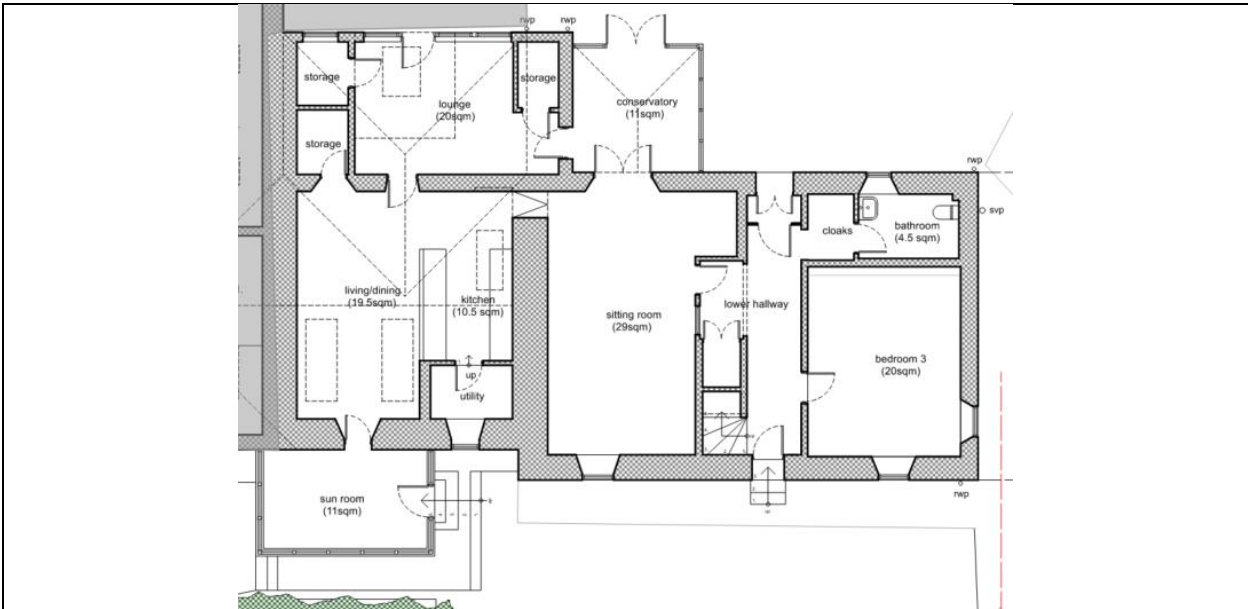 rwp
rwp
storage
storage
lounge
(20sqm)
conservatory
(11sqm)
storage
rwp
svp
cloaks
bathroom
(4.5 sqm)
living/dining
(19.5sqm)
kitchen
(10.5 sqm)
lower hallway
sitting room
(29sqm)
bedroom 3
(20sqm)
up
utility
sun room
(11sqm)
rwp